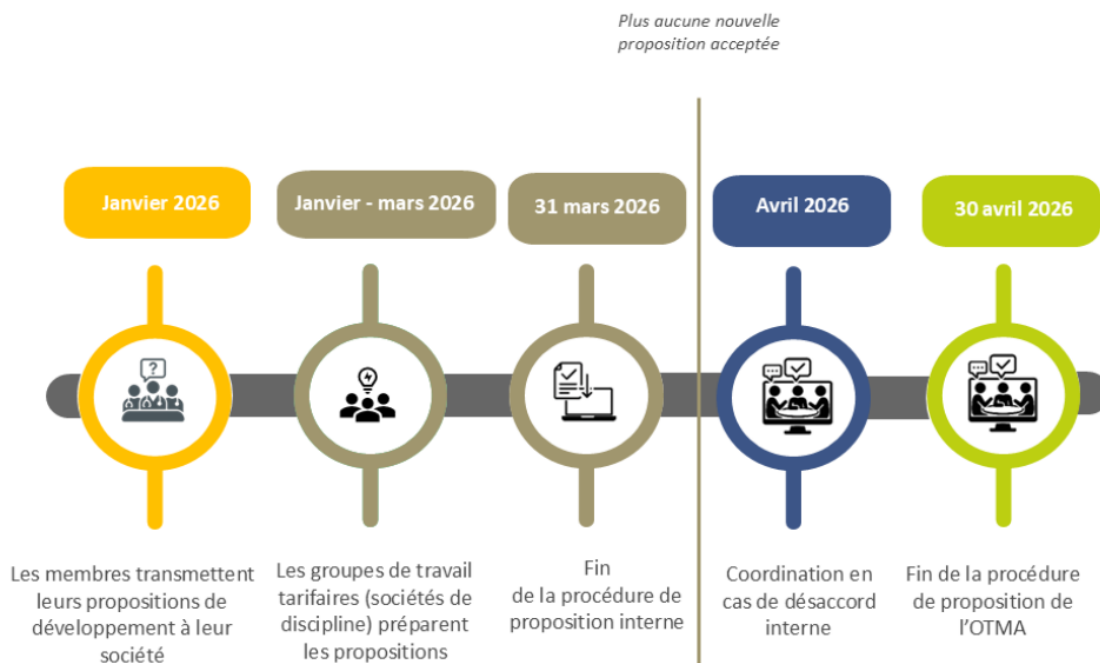 Plus aucune nouvelle
proposition acceptée
Janvier 2026
Janvier - mars 2026
31 mars 2026
Avril 2026
30 avril 2026
?
Les membres transmettent
leurs propositions de
développement à leur
société
Les groupes de travail
tarifaires (sociétés de
discipline) préparent
les propositions
Fin
de la procédure de
proposition interne
Coordination en
cas de désaccord
interne
Fin de la procédure
de proposition de
l’OTMA